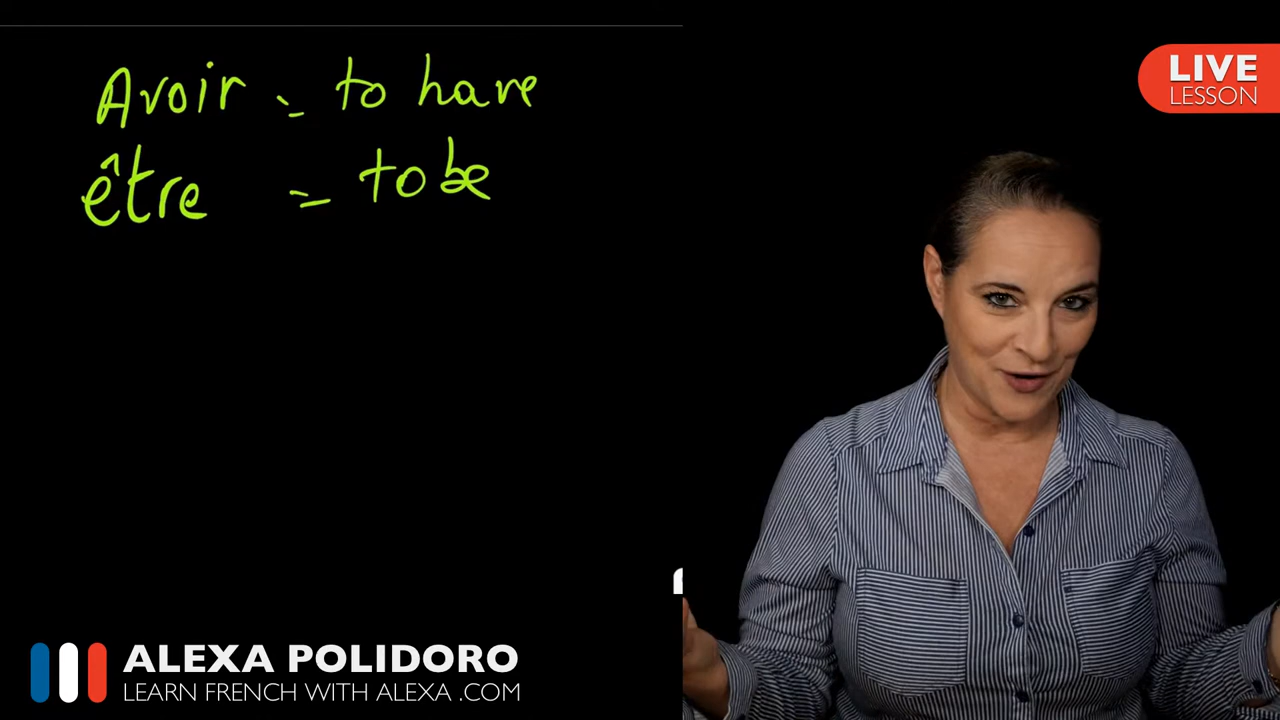 Avoir = to have
être = to be
LIVE
LESSON
ALEXA POLIDORO
LEARN FRENCH WITH ALEXA .COM